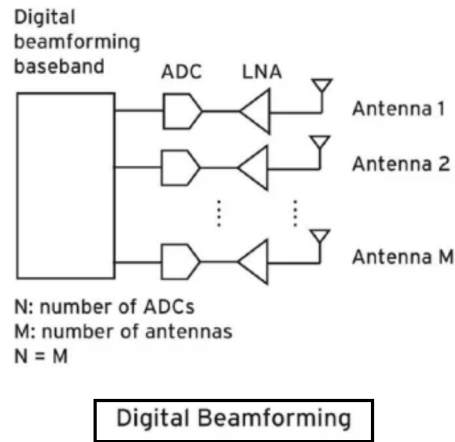 Digital
beamforming
baseband
ADC LNA
Antenna 1
Antenna 2
Antenna M
N: number of ADCs
M: number of antennas
N = M
Digital Beamforming